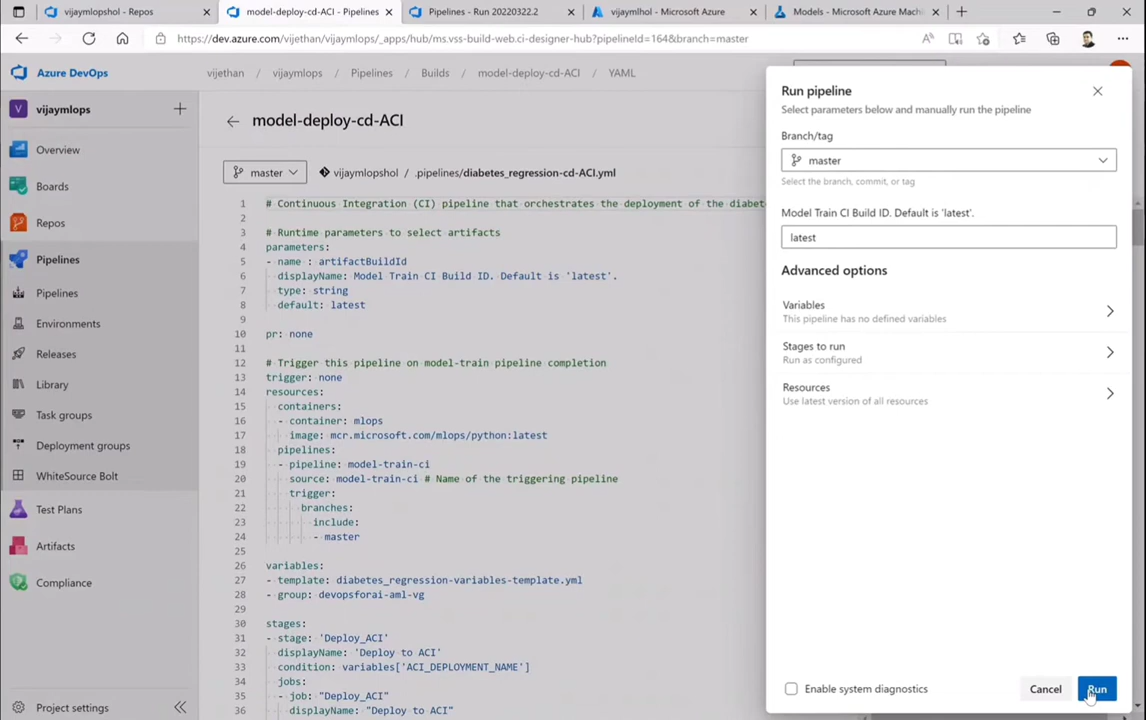 vijaymlopshol - Repos
model-deploy-cd-ACI - Pipelines
Pipelines - Run 20220322.2
vijaymlhol - Microsoft Azure
Models - Microsoft Azure Machi
https://dev.azure.com/vijethan/vijaymlops/_apps/hub/ms.vss-build-web.ci-designer-hub?pipelineId=164&branch=master
Azure DevOps
vijethan / vijaymlops / Pipelines / Builds / model-deploy-cd-ACI / YAML
V vijaymlops
Overview
Boards
Repos
Pipelines
Pipelines
Environments
Releases
Library
Task groups
Deployment groups
WhiteSource Bolt
Test Plans
Artifacts
Compliance
Project settings
model-deploy-cd-ACI
master
vijaymlopshol / .pipelines/diabetes_regression-cd-ACI.yml
1 # Continuous Integration (CI) pipeline that orchestrates the deployment of the diabet
2
3 # Runtime parameters to select artifacts
4 parameters:
5 - name : artifactBuildId
6 displayName: Model Train CI Build ID. Default is 'latest'.
7 type: string
8 default: latest
9
10 pr: none
11
12 # Trigger this pipeline on model-train pipeline completion
13 trigger: none
14 resources:
15 containers:
16 - container: mlops
17 image: mcr.microsoft.com/mlops/python:latest
18 pipelines:
19 - pipeline: model-train-ci
20 source: model-train-ci # Name of the triggering pipeline
21 trigger:
22 branches:
23 include:
24 - master
25
26 variables:
27 - template: diabetes_regression-variables-template.yml
28 - group: devopsforai-aml-vg
29
30 stages:
31 - stage: 'Deploy_ACI'
32 displayName: 'Deploy to ACI'
33 condition: variables['ACI_DEPLOYMENT_NAME']
34 jobs:
35 - job: "Deploy_ACI"
36 displayName: "Deploy to ACI"
Run pipeline
Select parameters below and manually run the pipeline
Branch/tag
master
Select the branch, commit, or tag
Model Train CI Build ID. Default is 'latest'.
latest
Advanced options
Variables
This pipeline has no defined variables
Stages to run
Run as configured
Resources
Use latest version of all resources
Enable system diagnostics
Cancel
Run